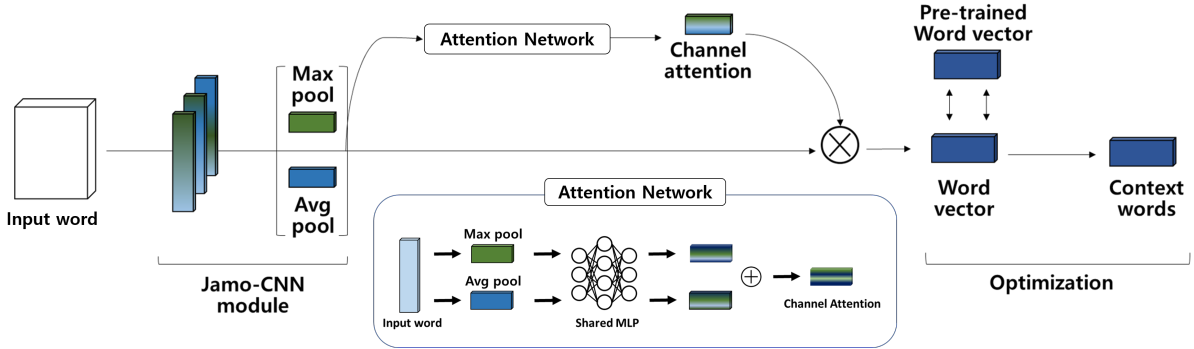 Pre-trained
Word vector
Attention Network
Channel
attention
Max
pool
Avg
pool
Input word
Jamo-CNN
module
Word
vector
Context
words
Optimization
Attention Network
Max pool
Avg pool
Input word
Shared MLP
Channel Attention